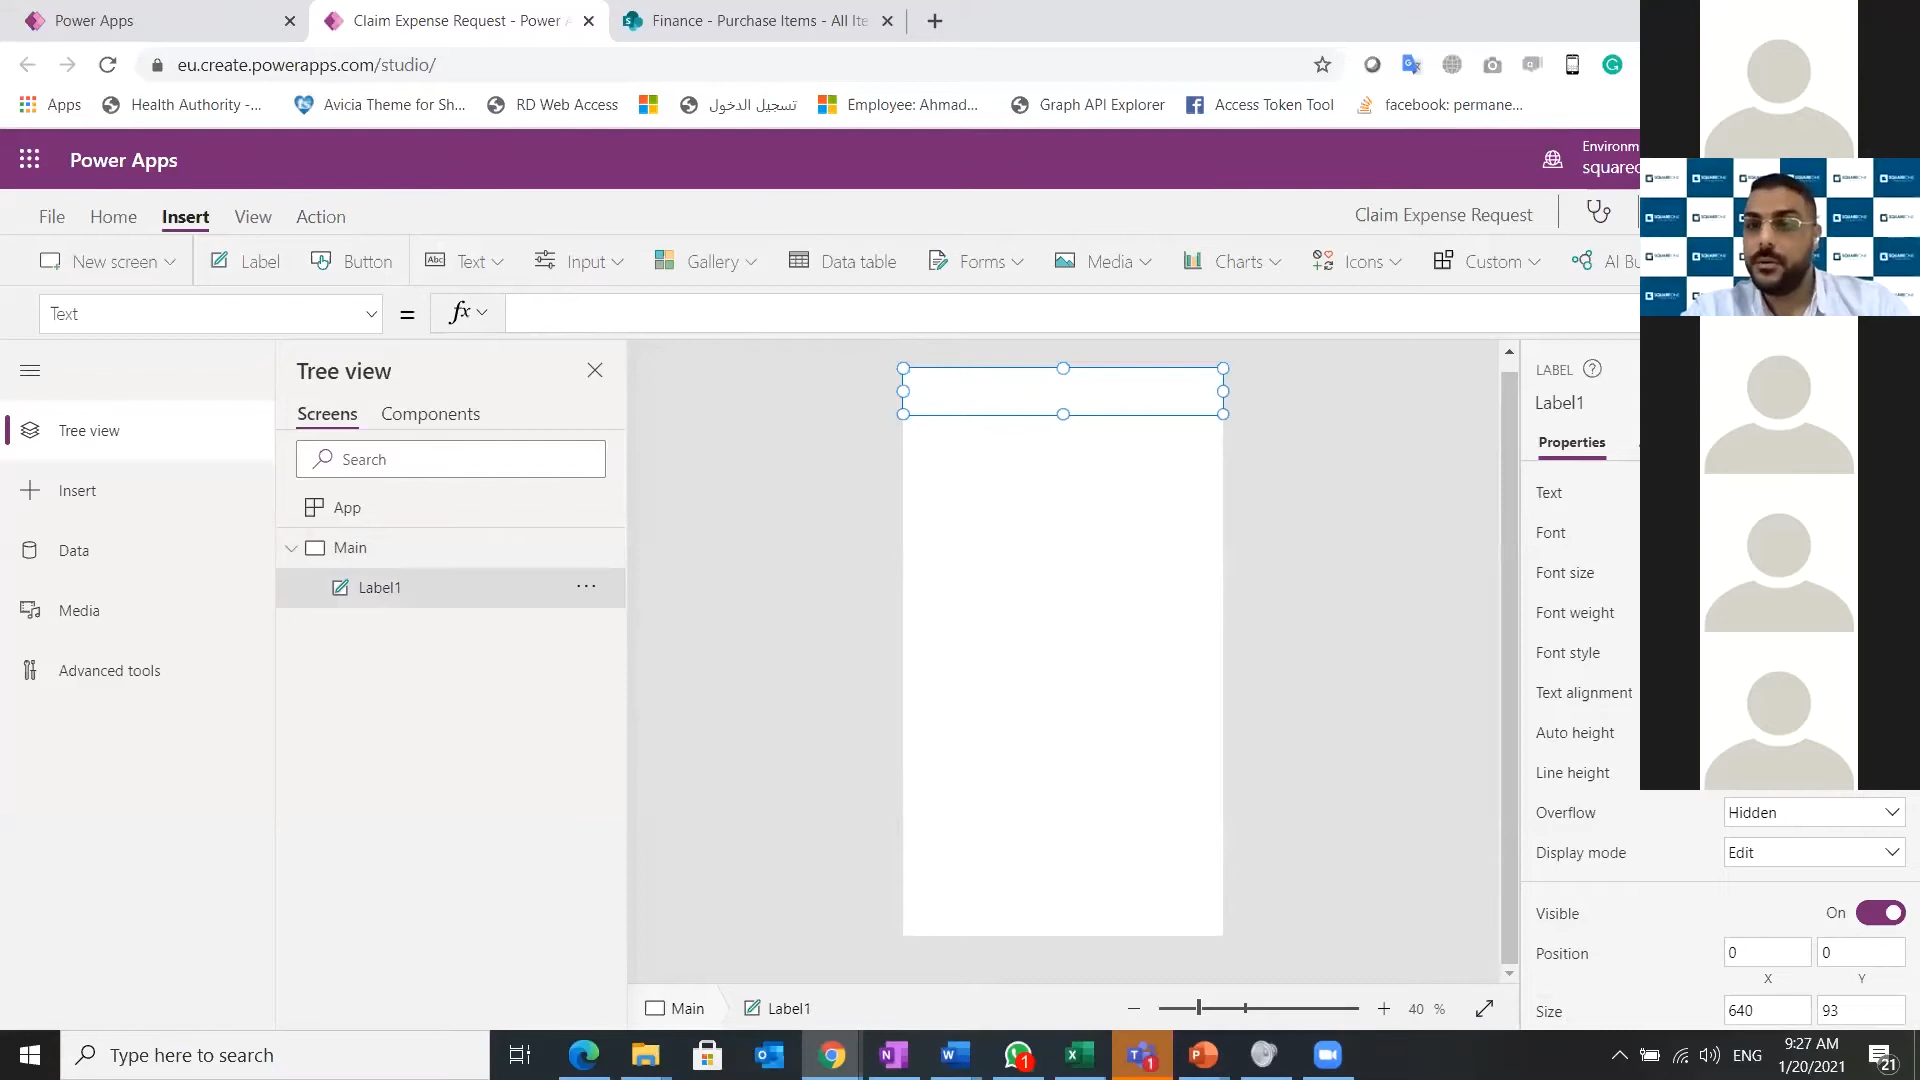 Power Apps
Claim Expense Request - Power A
Finance - Purchase Items - All Ite
eu.create.powerapps.com/studio/
Apps
Health Authority -...
Avicia Theme for Sh...
RD Web Access
تسجيل الدخول
Employee: Ahmad...
Graph API Explorer
Access Token Tool
facebook: permane...
Power Apps
Environm
squareo
File
Home
Insert
View
Action
Claim Expense Request
New screen
Label
Button
Abc
Text
Input
Gallery
Data table
Forms
Media
Charts
Icons
Custom
AI Bu
Text
=
fx
Tree view
Insert
Data
Media
Advanced tools
Tree view
Screens
Components
Search
App
Main
Label1
LABEL
Label1
Properties
Text
Font
Font size
Font weight
Font style
Text alignment
Auto height
Line height
Overflow
Hidden
Display mode
Edit
Visible
On
Position
0
0
X
Y
Size
640
93
Main
Label1
40 %
Type here to search
1
1
ENG
9:27 AM
1/20/2021
21